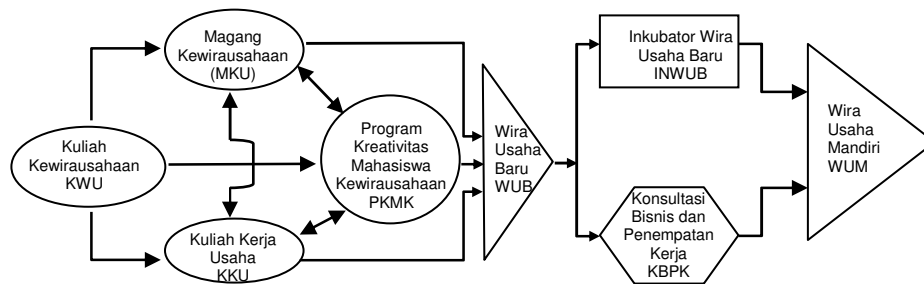 Magang
Kewirausahaan
(MKU)
Kuliah
Kewirausahaan
KWU
Program
Kreativitas
Mahasiswa
Kewirausahaan
PKMK
Kuliah Kerja
Usaha
KKU
Wira
Usaha
Baru
WUB
Inkubator Wira
Usaha Baru
INWUB
Konsultasi
Bisnis dan
Penempatan
Kerja
KBPK
Wira
Usaha
Mandiri
WUM